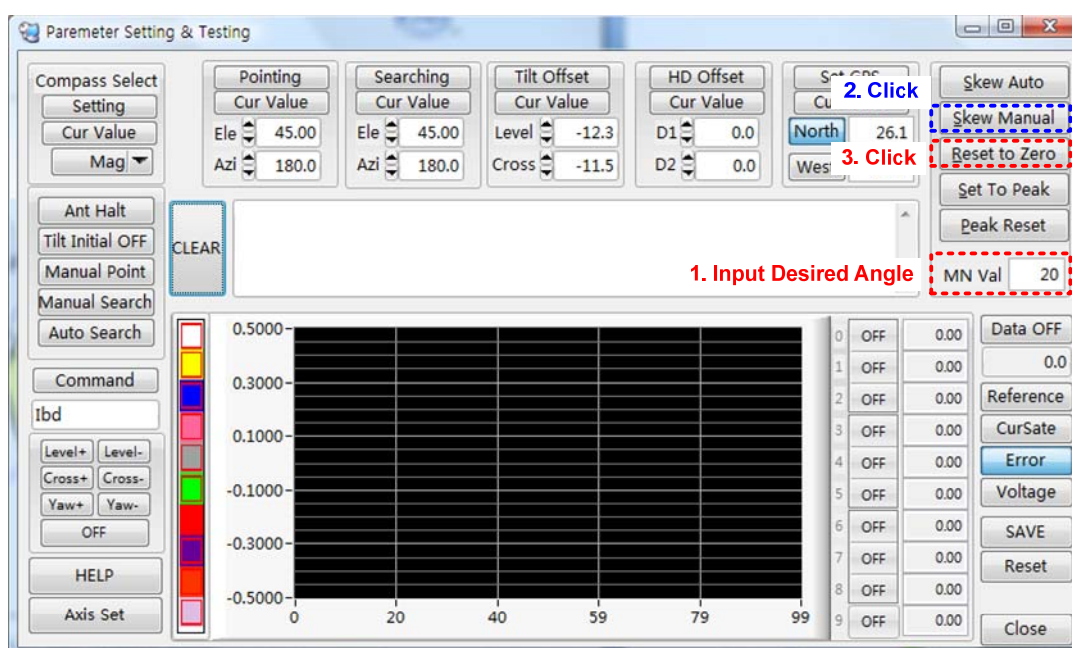 Paremeter Setting & Testing
Compass Select
Setting
Cur Value
Mag
Pointing
Cur Value
Ele 45.00
Azi 180.0
Searching
Cur Value
Ele 45.00
Azi 180.0
Tilt Offset
Cur Value
Level -12.3
Cross -11.5
HD Offset
Cur Value
D1 0.0
D2 0.0
North 26.1
Skew Auto
2. Click
Skew Manual
3. Click
Reset to Zero
Set To Peak
Peak Reset
1. Input Desired Angle
MN Val 20
Ant Halt
Tilt Initial OFF
Manual Point
Manual Search
Auto Search
CLEAR
Command
Ibd
Level+ Level-
Cross+ Cross-
Yaw+ Yaw-
OFF
HELP
Axis Set
0.5000
0.3000
0.1000
-0.1000
-0.3000
-0.5000
0 20 40 59 79 99
0 OFF 0.00
1 OFF 0.00
2 OFF 0.00
3 OFF 0.00
4 OFF 0.00
5 OFF 0.00
6 OFF 0.00
7 OFF 0.00
8 OFF 0.00
9 OFF 0.00
Data OFF
0.0
Reference
CurSate
Error
Voltage
SAVE
Reset
Close